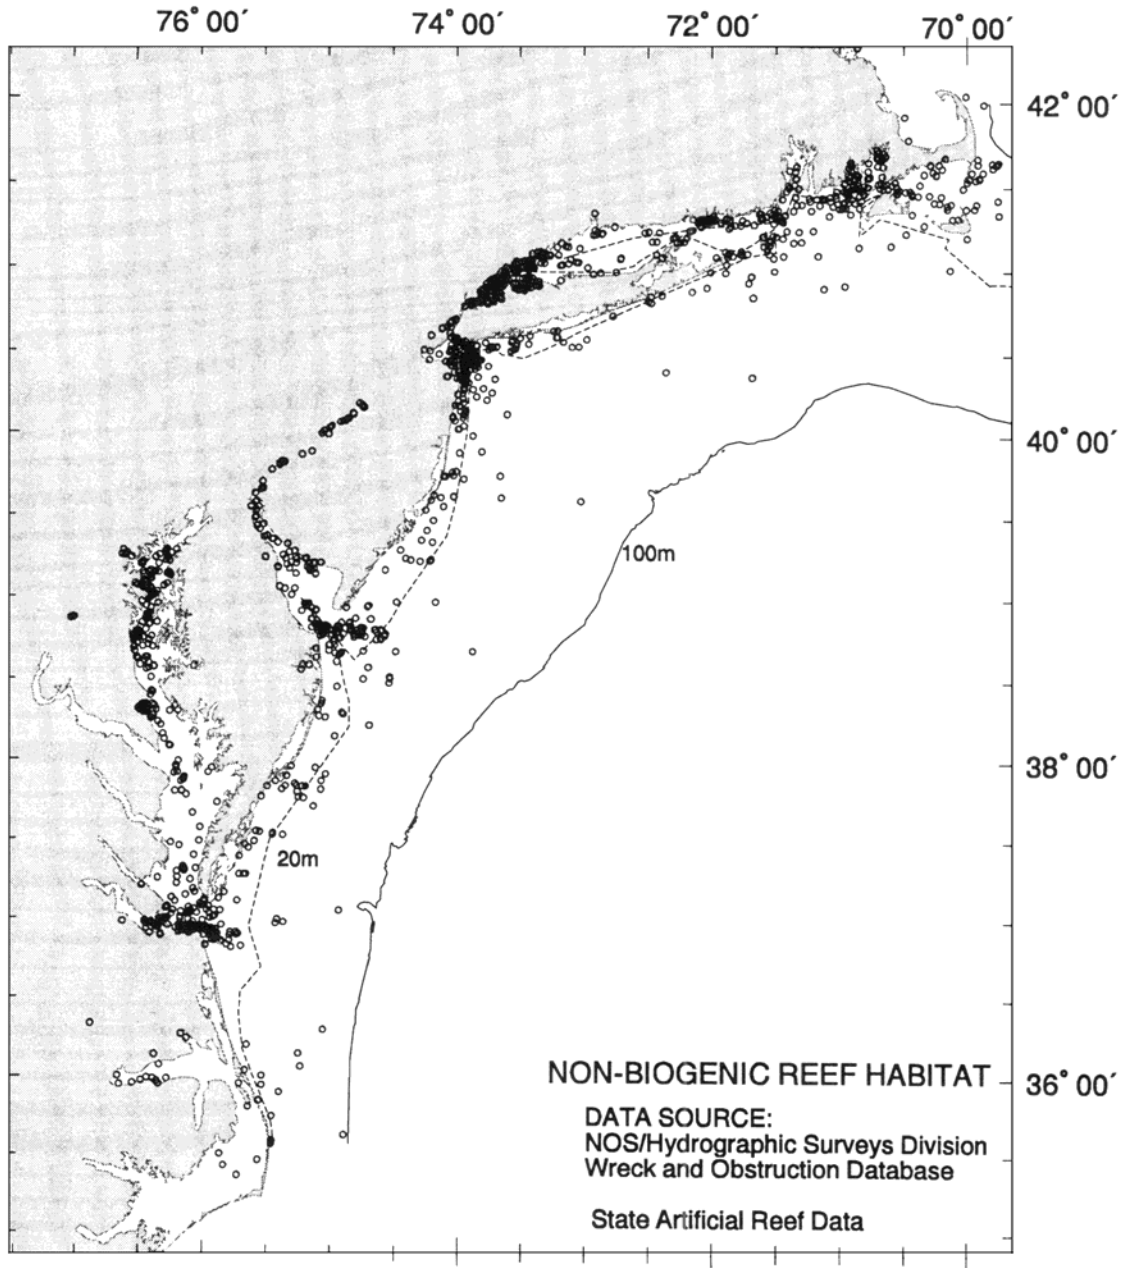 76° 00′ 74° 00′ 72° 00′ 70° 00′
42° 00′
40° 00′
100m
38° 00′
20m
36° 00′
NON-BIOGENIC REEF HABITAT
DATA SOURCE:
NOS/Hydrographic Surveys Division
Wreck and Obstruction Database
State Artificial Reef Data